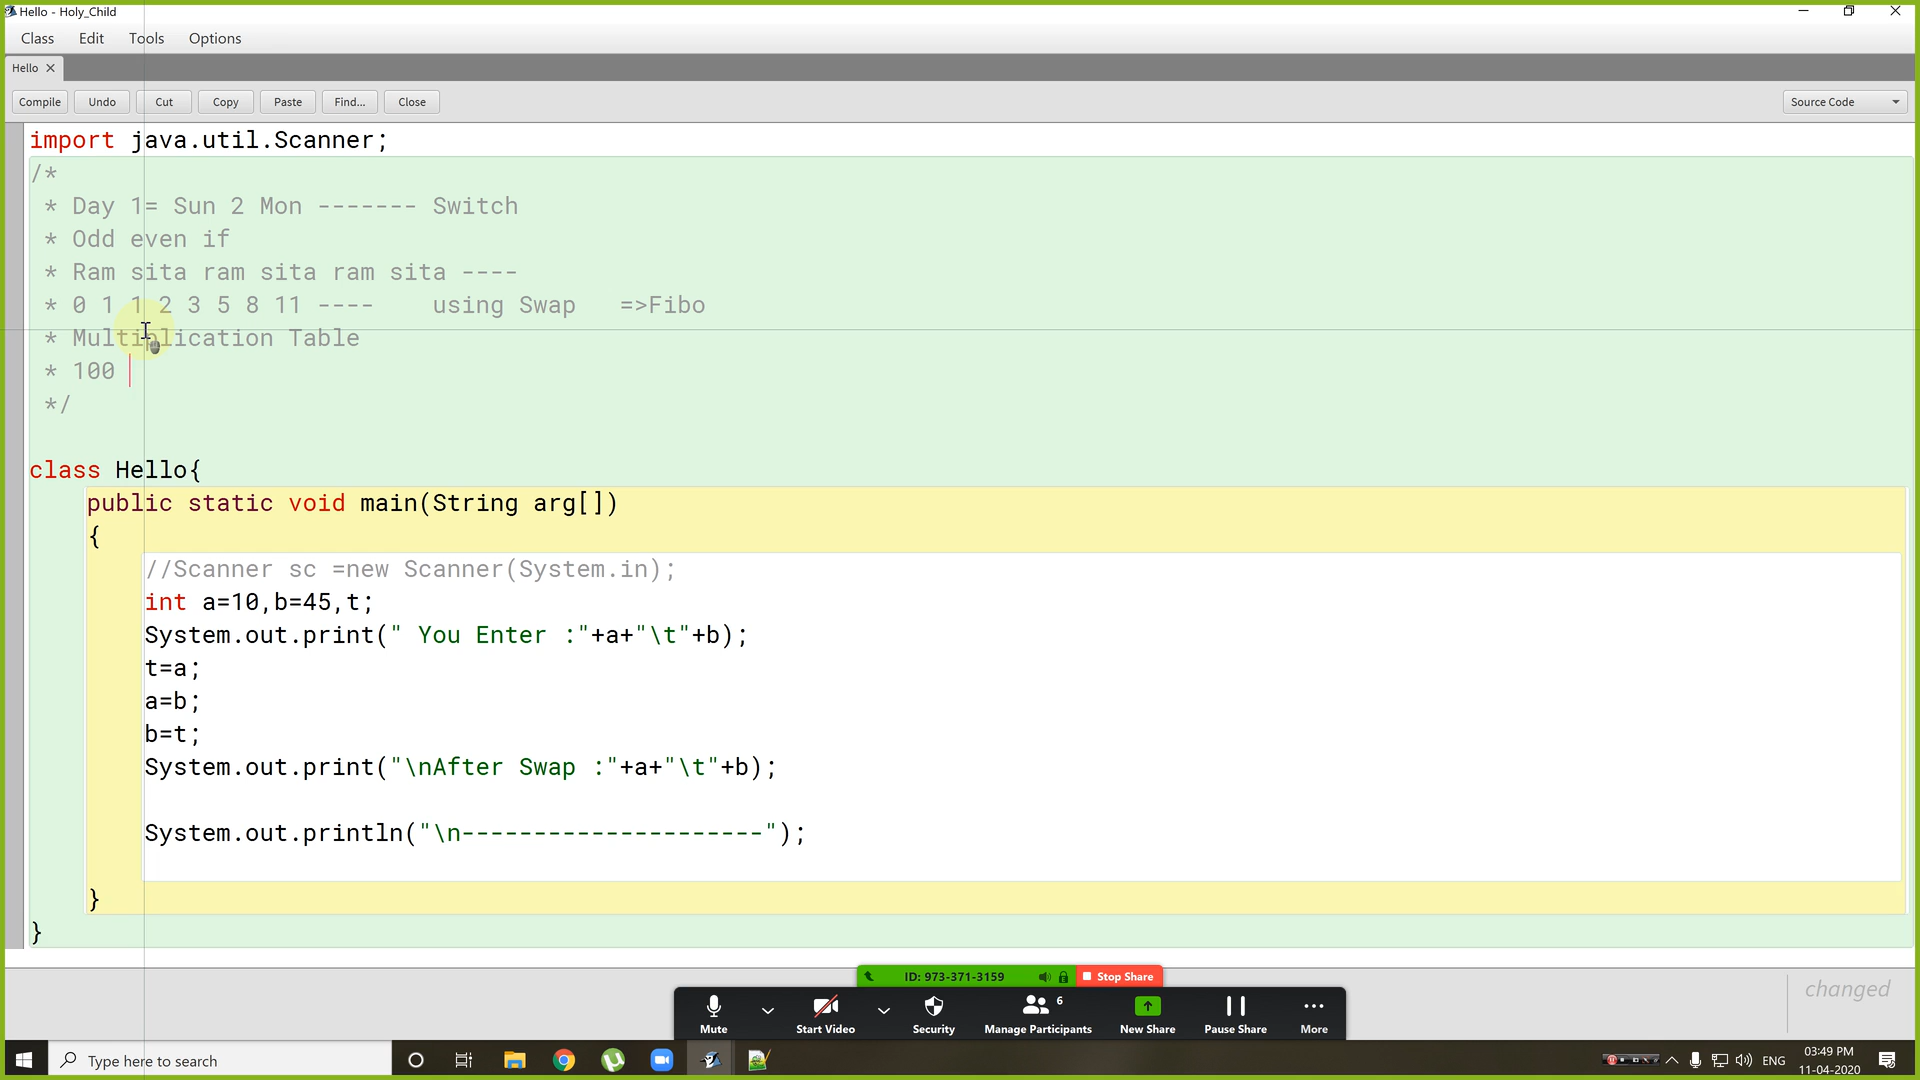 Hello - Holy_Child
Class Edit Tools Options
Hello
Compile Undo Cut Copy Paste Find... Close Source Code
import java.util.Scanner;
/*
* Day 1= Sun 2 Mon ------- Switch
* Odd even if
* Ram sita ram sita ram sita ----
* 0 1 1 2 3 5 8 11 ---- using Swap =>Fibo
* Multiplication Table
* 100
*/
class Hello{
public static void main(String arg[])
{
//Scanner sc =new Scanner(System.in);
int a=10,b=45,t;
System.out.print(" You Enter :"+a+"\t"+b);
t=a;
a=b;
b=t;
System.out.print("\nAfter Swap :"+a+"\t"+b);
System.out.println("\n---------------------");
}
}
ID: 973-371-3159 Stop Share
changed
6
Mute Start Video Security Manage Participants New Share Pause Share More
Type here to search
ENG
03:49 PM
11-04-2020